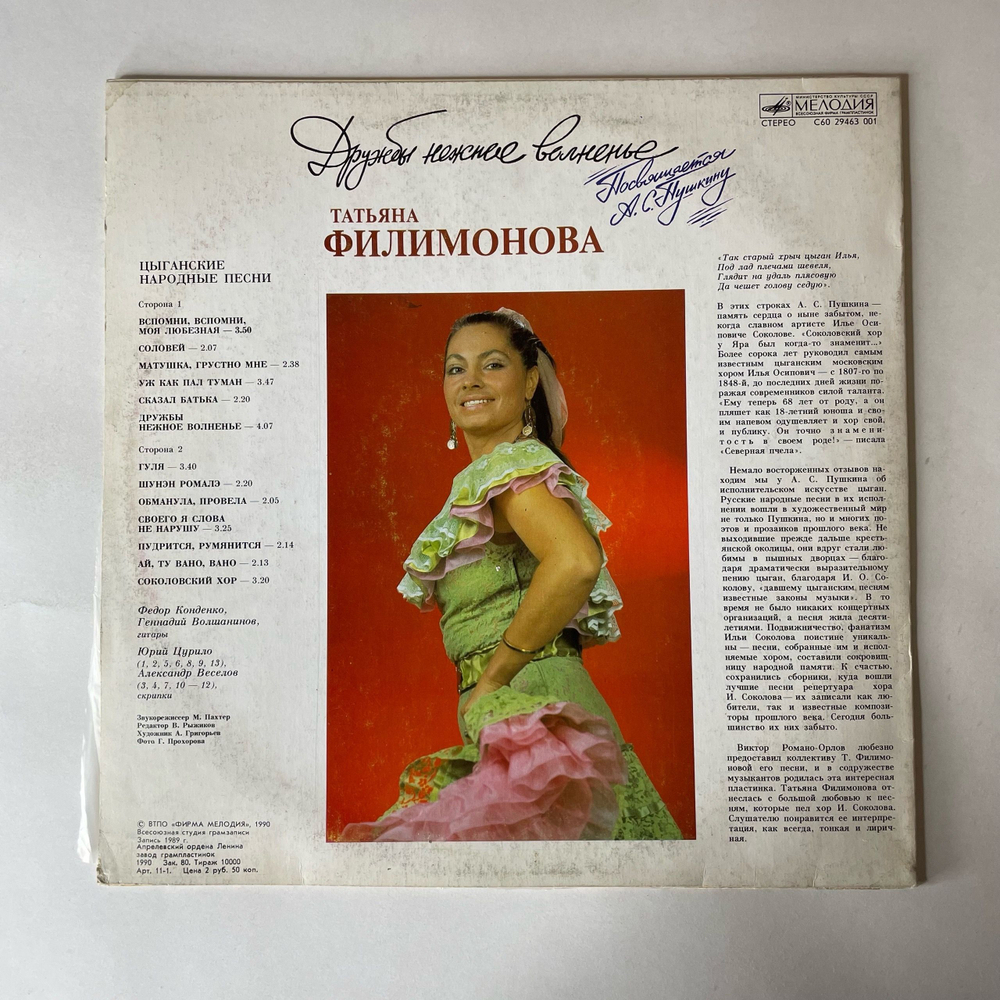 МИНИСТЕРСТВО КУЛЬТУРЫ СССР
МЕЛОДИЯ
ВСЕСОЮЗНАЯ ФИРМА ГРАМПЛАСТИНОК
СТЕРЕО С60 29463 001
Дружбы нежное волненье
Посвящается
А.С. Пушкину
ТАТЬЯНА
ФИЛИМОНОВА
ЦЫГАНСКИЕ
НАРОДНЫЕ ПЕСНИ
Сторона 1
ВСПОМНИ, ВСПОМНИ,
МОЯ ЛЮБЕЗНАЯ — 3.50
СОЛОВЕЙ — 2.07
МАТУШКА, ГРУСТНО МНЕ — 2.38
УЖ КАК ПАЛ ТУМАН — 3.47
СКАЗАЛ БАТЬКА — 2.20
ДРУЖБЫ
НЕЖНОЕ ВОЛНЕНЬЕ — 4.07
Сторона 2
ГУЛЯ — 3.40
ШУНЭН РОМАЛЭ — 2.20
ОБМАНУЛА, ПРОВЕЛА — 2.05
СВОЕГО Я СЛОВА
НЕ НАРУШУ — 3.25
ПУДРИТСЯ, РУМЯНИТСЯ — 2.14
АЙ, ТУ ВАНО, ВАНО — 2.13
СОКОЛОВСКИЙ ХОР — 3.20
Федор Конденко,
Геннадий Волшанинов,
гитары
Юрий Цурило
(1, 2, 5, 6, 8, 9, 13),
Александр Веселов
(3, 4, 7, 10 — 12),
скрипки
Звукорежиссер М. Пахтер
Редактор В. Рыжиков
Художник А. Григорьев
Фото Г. Прохорова
© ВТПО «ФИРМА МЕЛОДИЯ», 1990
Всесоюзная студия грамзаписи
Запись 1989 г.
Апрелевский ордена Ленина
завод грампластинок
1990 Зак. 80. Тираж 10000
Арт. 11-1. Цена 2 руб. 50 коп.
«Так старый хрыч цыган Илья,
Под лад плечами шевеля,
Глядит на удаль плясовую
Да чешет голову седую».
В этих строках А. С. Пушкина —
память сердца о ныне забытом, не-
когда славном артисте Илье Оси-
повиче Соколове. «Соколовский хор
у Яра был когда-то знаменит...»
Более сорока лет руководил самым
известным цыганским московским
хором Илья Осипович — с 1807-го по
1848-й, до последних дней жизни по-
ражая современников силой таланта.
«Ему теперь 68 лет от роду, а он
пляшет как 18-летний юноша и сво-
им напевом одушевляет и хор свой,
и публику. Он точно знамени-
тость в своем роде!» — писала
«Северная пчела».
Немало восторженных отзывов на-
ходим мы у А. С. Пушкина об
исполнительском искусстве цыган.
Русские народные песни в их испол-
нении вошли в художественный мир
не только Пушкина, но и многих по-
этов и прозаиков прошлого века. Не
выходившие прежде дальше кресть-
янской околицы, они вдруг стали лю-
бимы в пышных дворцах — благо-
даря драматически выразительному
пению цыган, благодаря И. О. Со-
колову, «давшему цыганским песням
известные законы музыки». В то
время не было никаких концертных
организаций, а песня жила десяти-
летиями. Подвижничество, фанатизм
Ильи Соколова поистине уникаль-
ны — песни, собранные им и испол-
няемые хором, составили сокровищ-
ницу народной памяти. К счастью,
сохранились сборники, куда вошли
лучшие песни репертуара хора
И. Соколова — их записали как лю-
бители, так и известные компози-
торы прошлого века. Сегодня боль-
шинство их них забыто.
Виктор Романо-Орлов любезно
предоставил коллективу Т. Филимо-
новой его песни, и в содружестве
музыкантов родилась эта интересная
пластинка. Татьяна Филимонова от-
неслась с большой любовью к пес-
ням, которые пел хор И. Соколова.
Слушателю понравится ее интерпре-
тация, как всегда, тонкая и лирич-
ная.